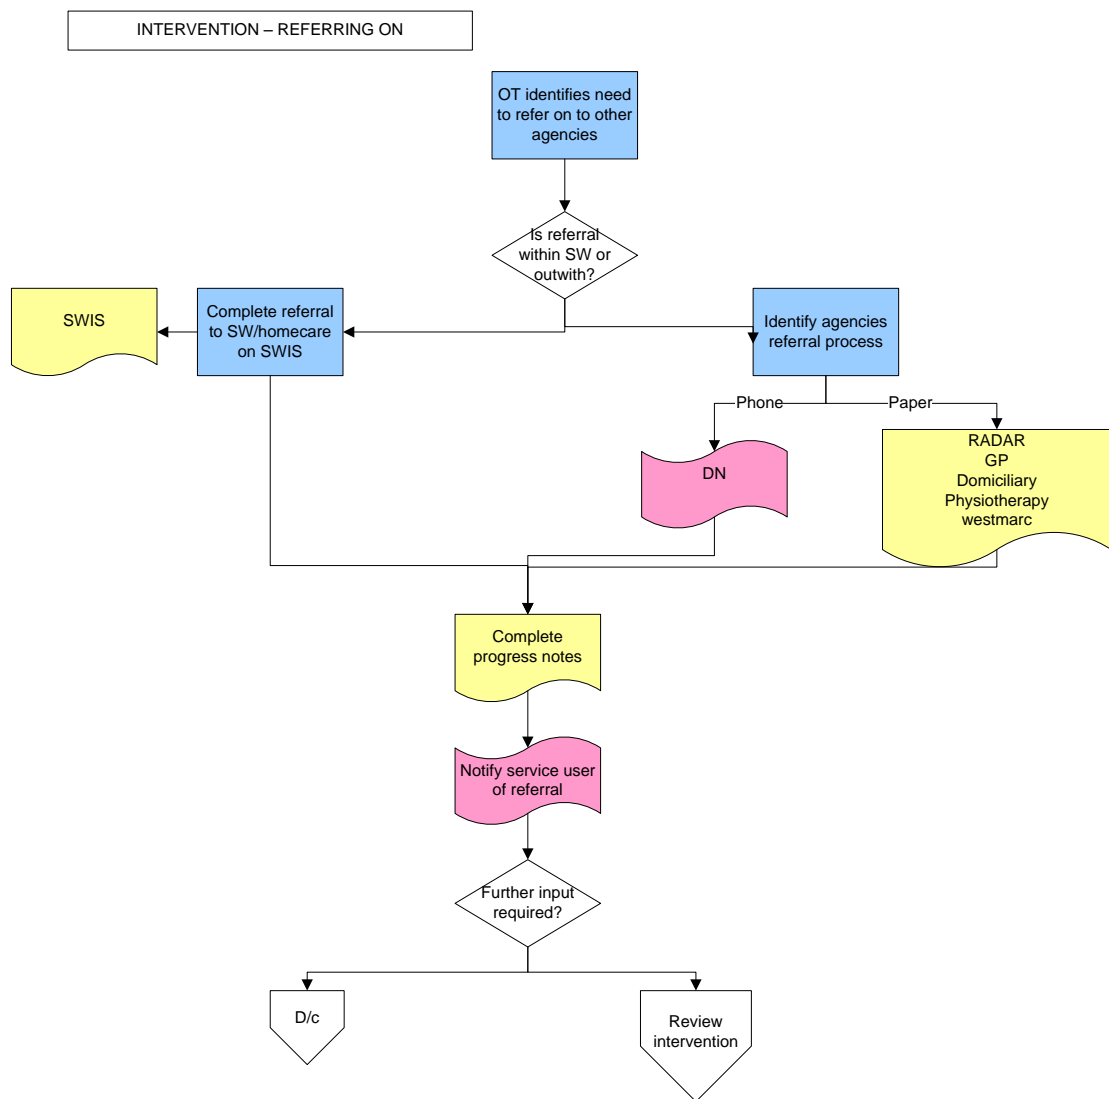 INTERVENTION – REFERRING ON
OT identifies need
to refer on to other
agencies
Is referral
within SW or
outwith?
SWIS
Complete referral
to SW/homecare
on SWIS
Identify agencies
referral process
Phone
Paper
DN
RADAR
GP
Domiciliary
Physiotherapy
westmarc
Complete
progress notes
Notify service user
of referral
Further input
required?
D/c
Review
intervention